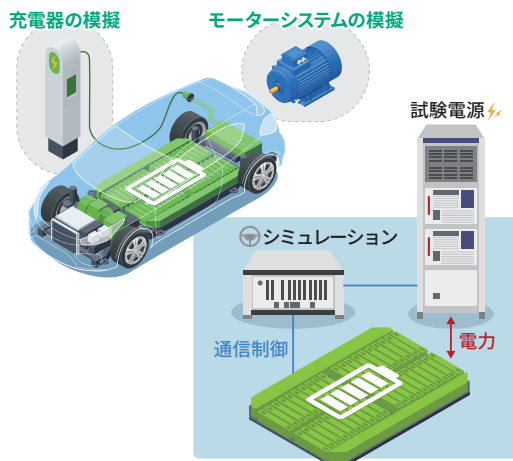 充電器の模擬
モーターシステムの模擬
試験電源
シミュレーション
通信制御
電力